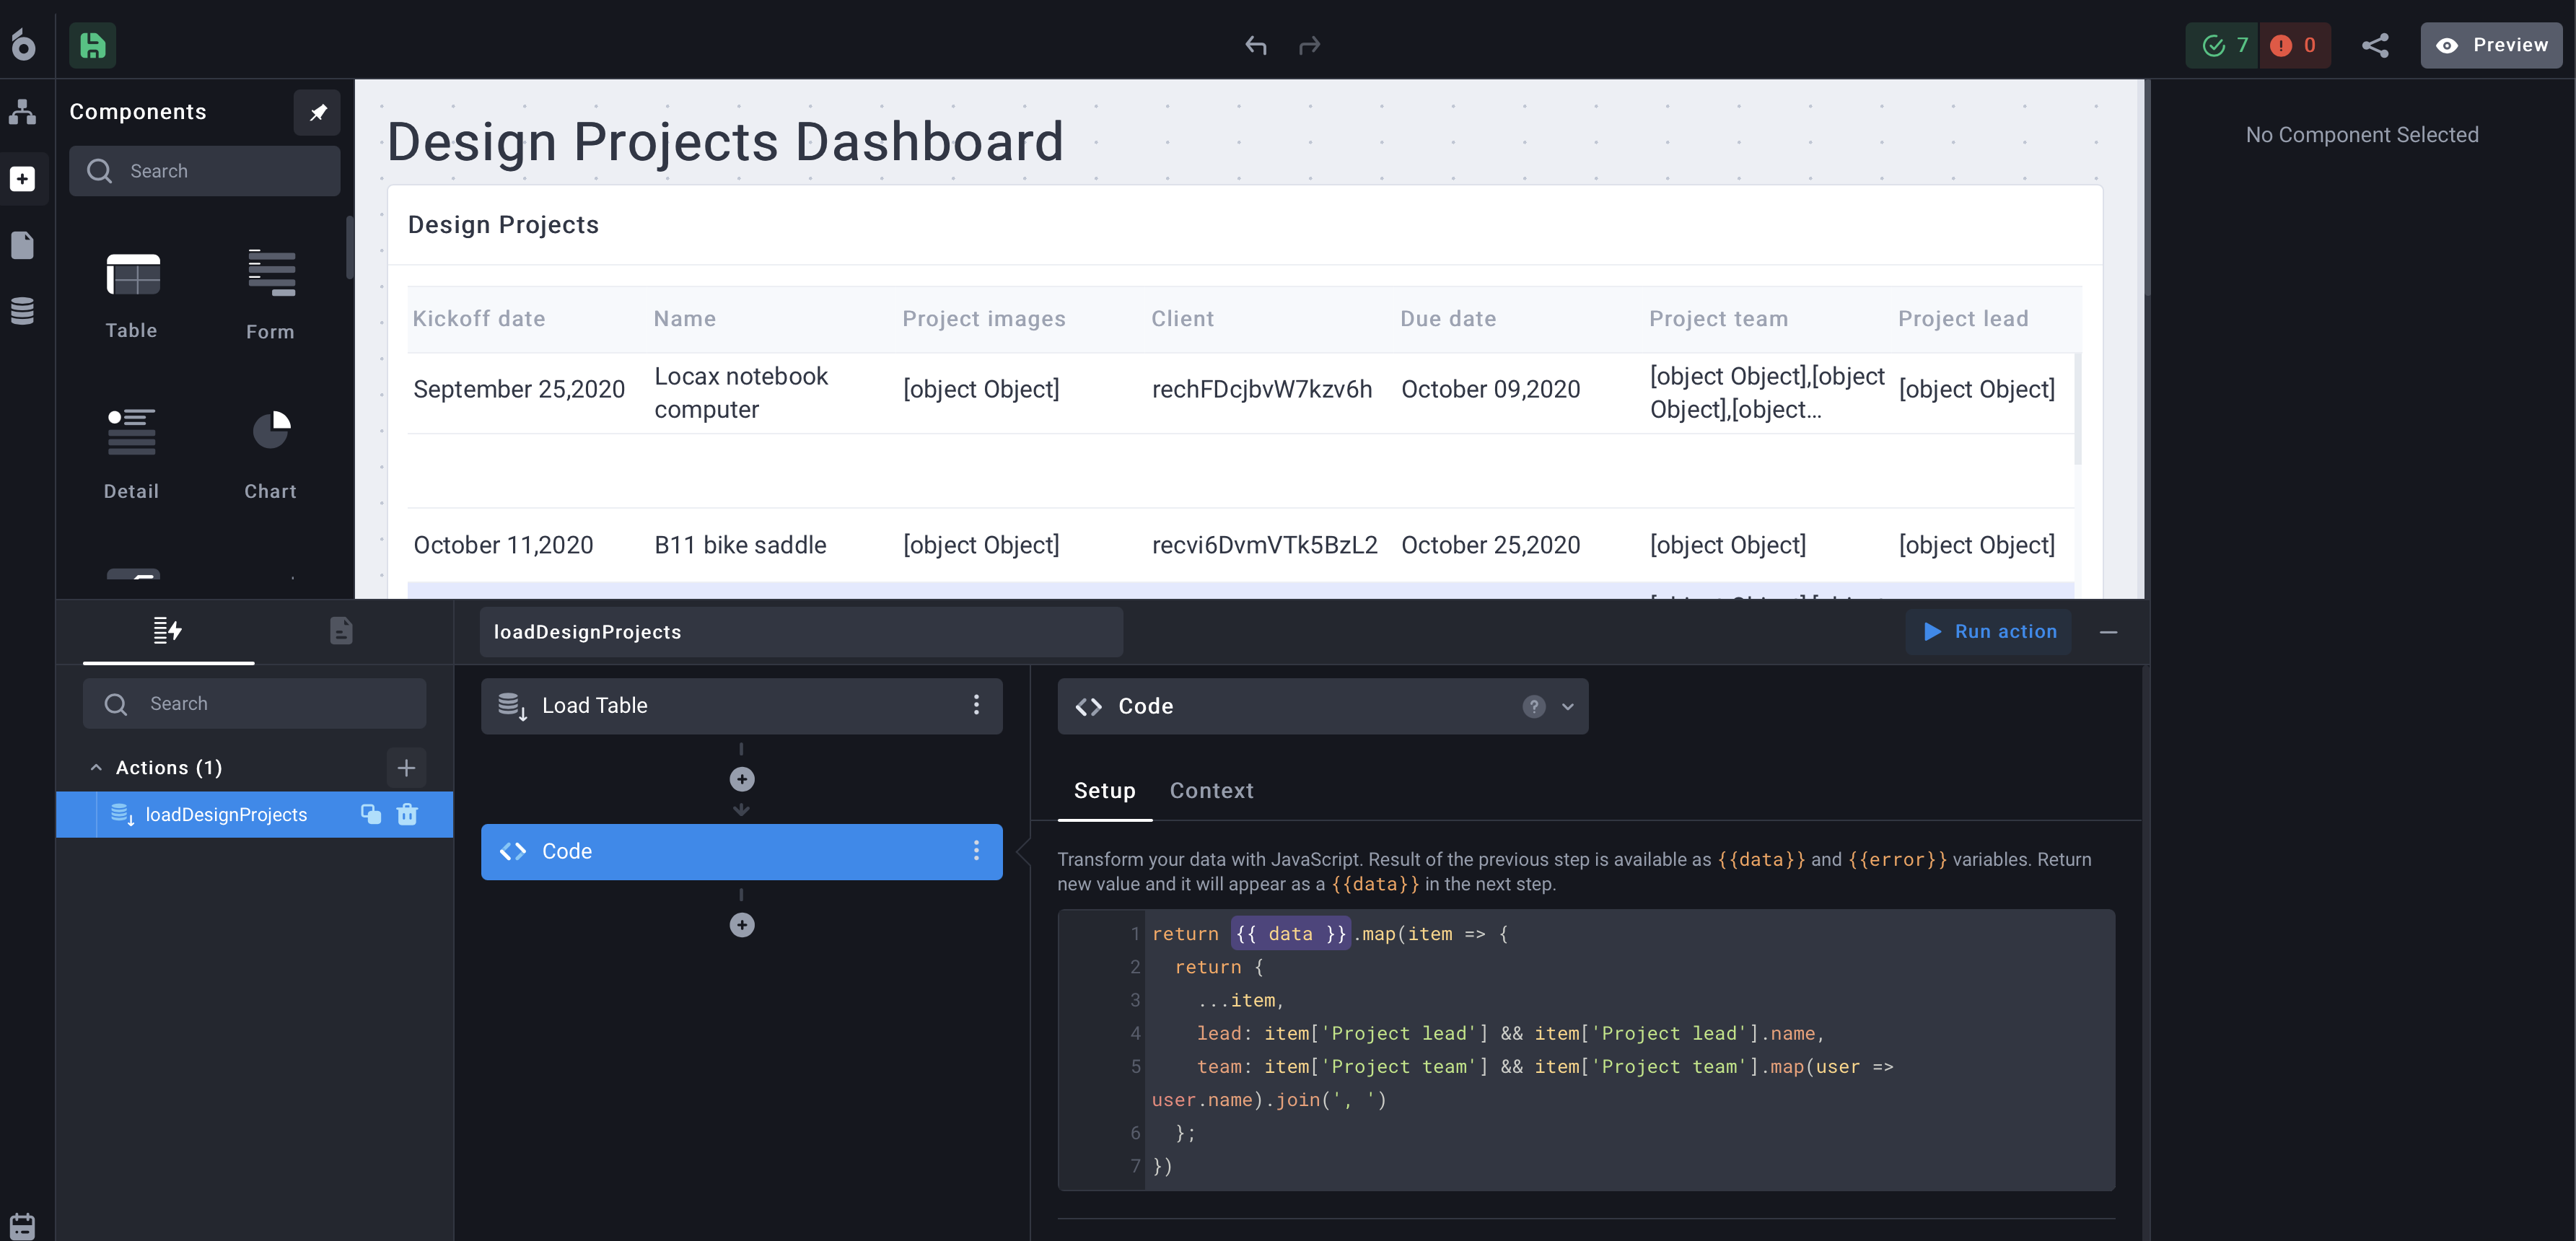 7
0
Preview
Components
Search
Table
Form
Detail
Chart
Design Projects Dashboard
Design Projects
Kickoff date Name Project images Client Due date Project team Project lead
September 25,2020 Locax notebook computer [object Object] rechFDcjbvW7kzv6h October 09,2020 [object Object],[object Object],[object... [object Object]
October 11,2020 B11 bike saddle [object Object] recvi6DvmVTk5BzL2 October 25,2020 [object Object] [object Object]
No Component Selected
loadDesignProjects
Run action
Search
Actions (1)
loadDesignProjects
Load Table
Code
Code
?
Setup Context
Transform your data with JavaScript. Result of the previous step is available as {{data}} and {{error}} variables. Return
new value and it will appear as a {{data}} in the next step.
1 return {{ data }}.map(item => {
2 return {
3 ...item,
4 lead: item['Project lead'] && item['Project lead'].name,
5 team: item['Project team'] && item['Project team'].map(user =>
user.name).join(', ')
6 };
7 })